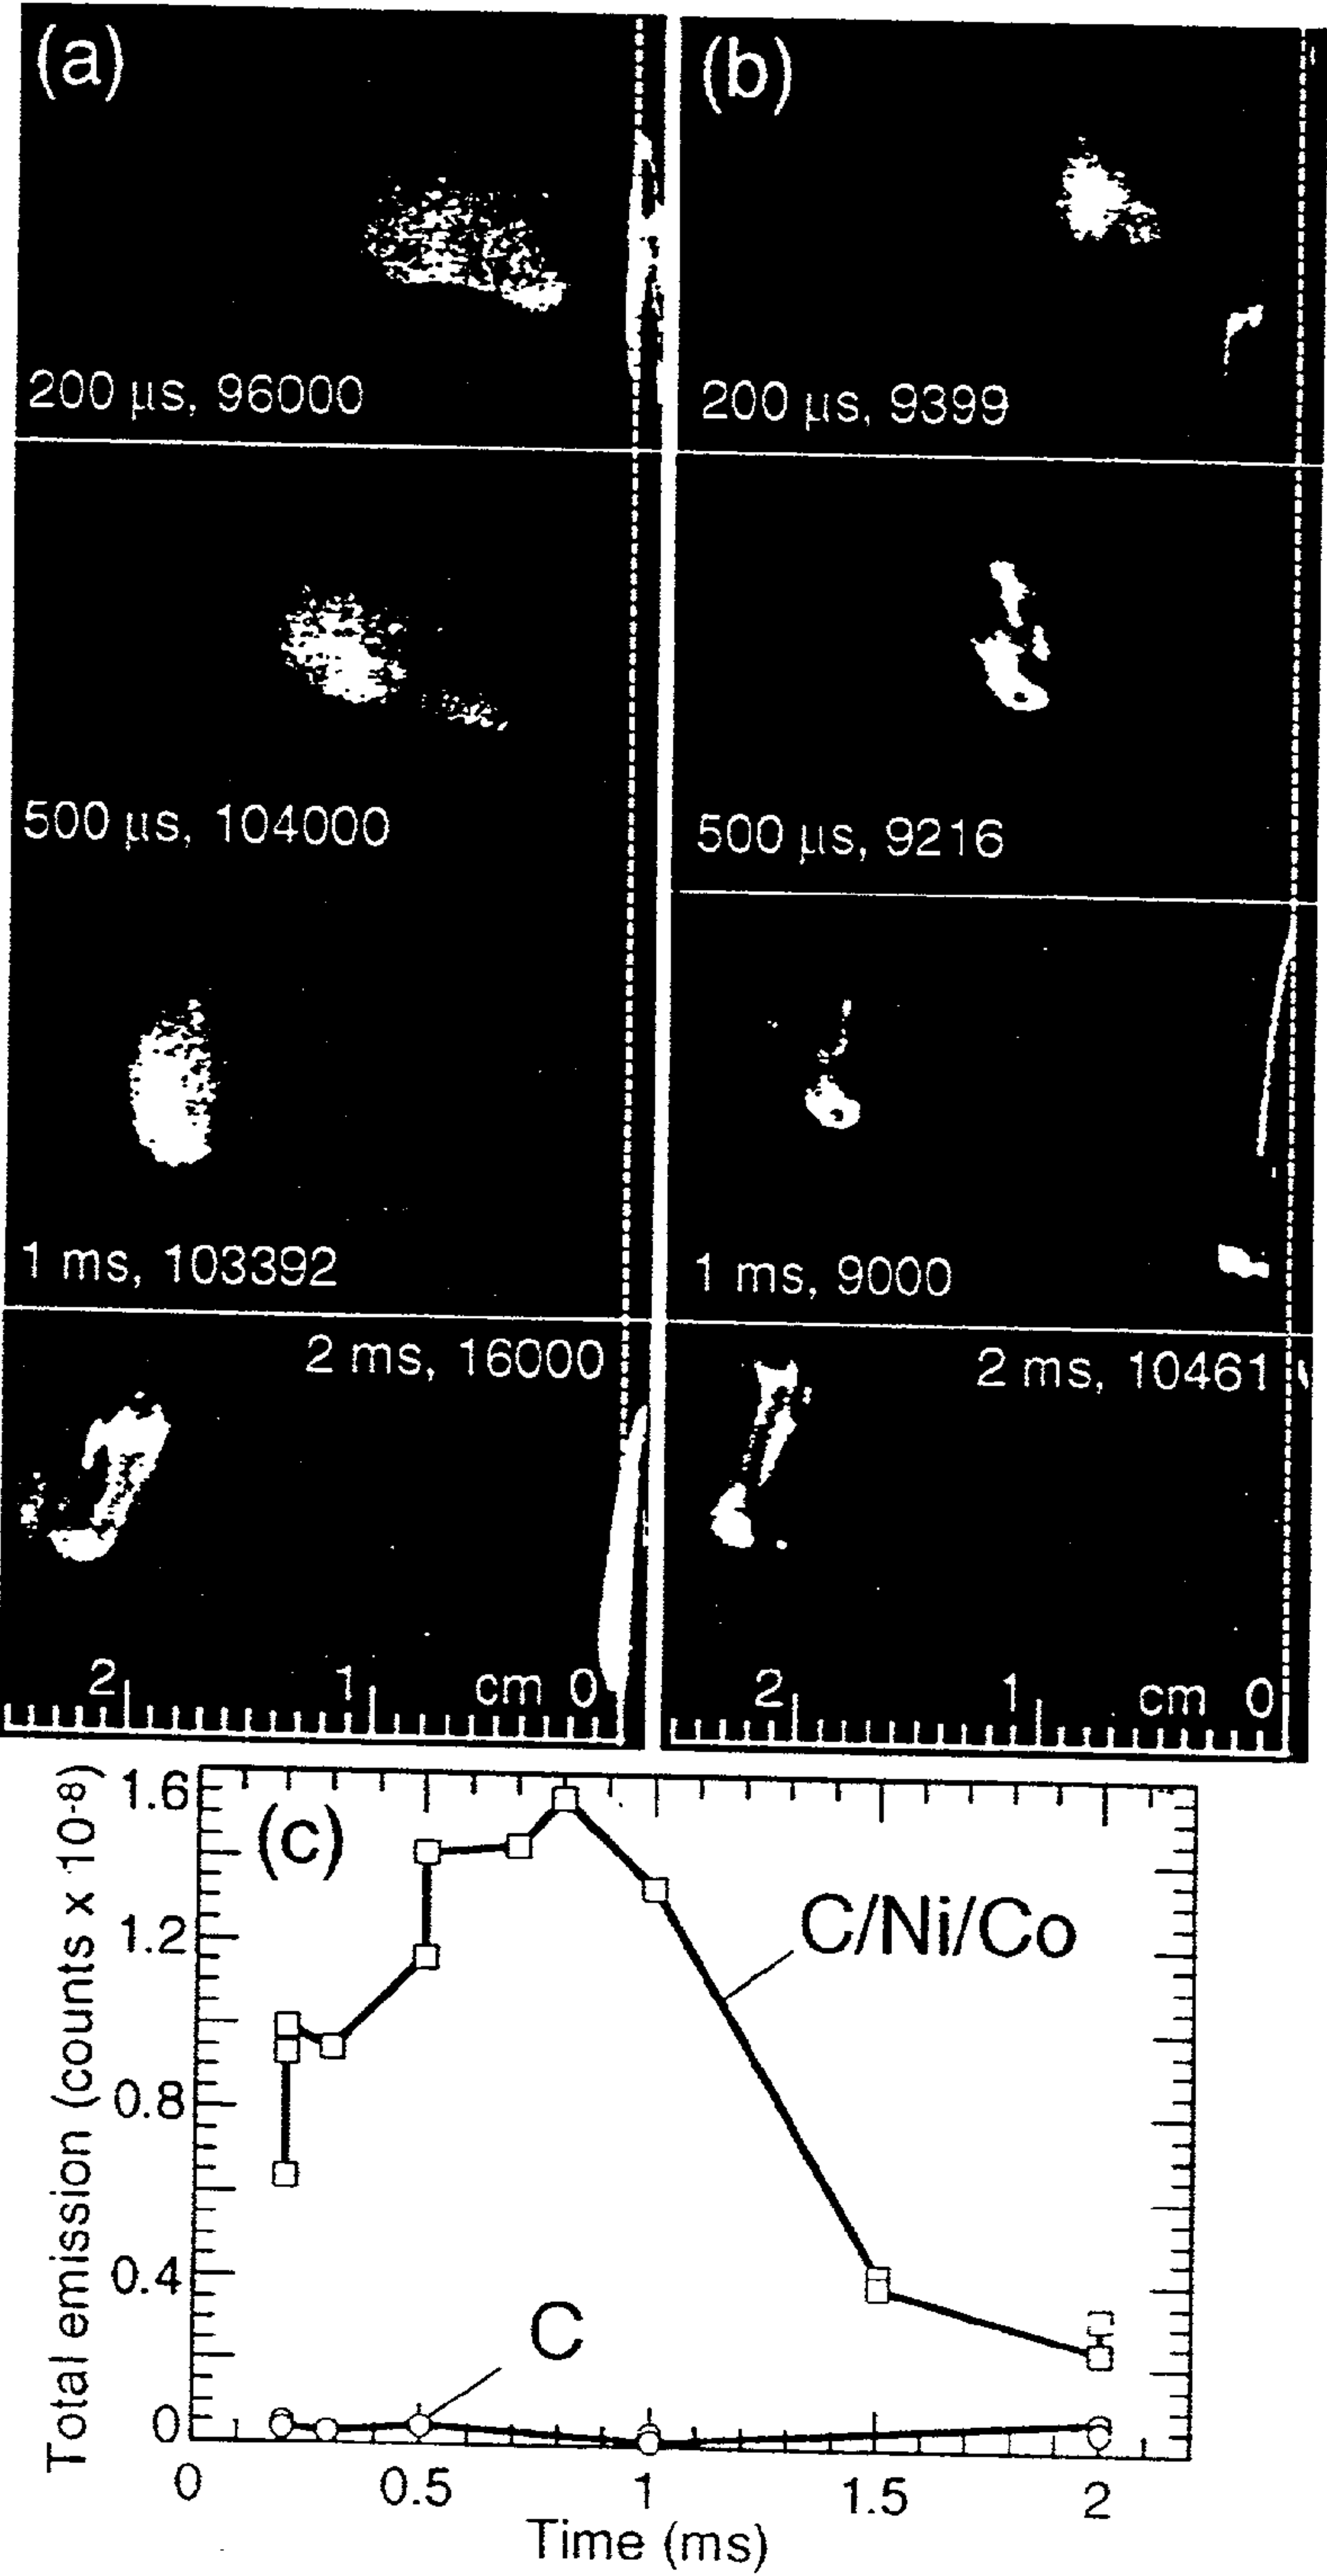 (a)
200 µs, 96000
500 µs, 104000
1 ms, 103392
2 ms, 16000
2 1 cm 0
(b)
200 µs, 9399
500 µs, 9216
1 ms, 9000
2 ms, 10461
2 1 cm 0
(c)
Total emission (counts x 10⁻⁸)
1.6
1.2
0.8
0.4
0
C/Ni/Co
C
0 0.5 1 1.5 2
Time (ms)